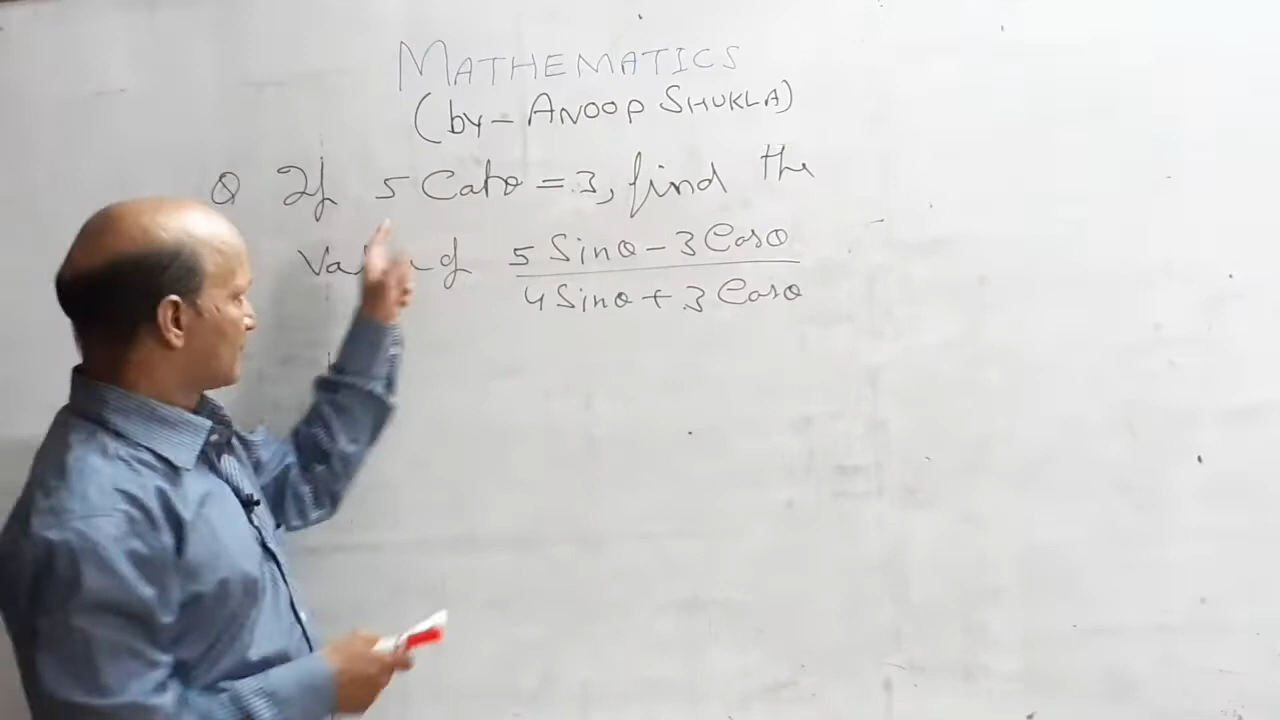 MATHEMATICS
(by - ANOOP SHUKLA)
Q If 5 Cotθ = 3, find the
of 5 Sinθ - 3 Cosθ
4 Sinθ + 3 Cosθ